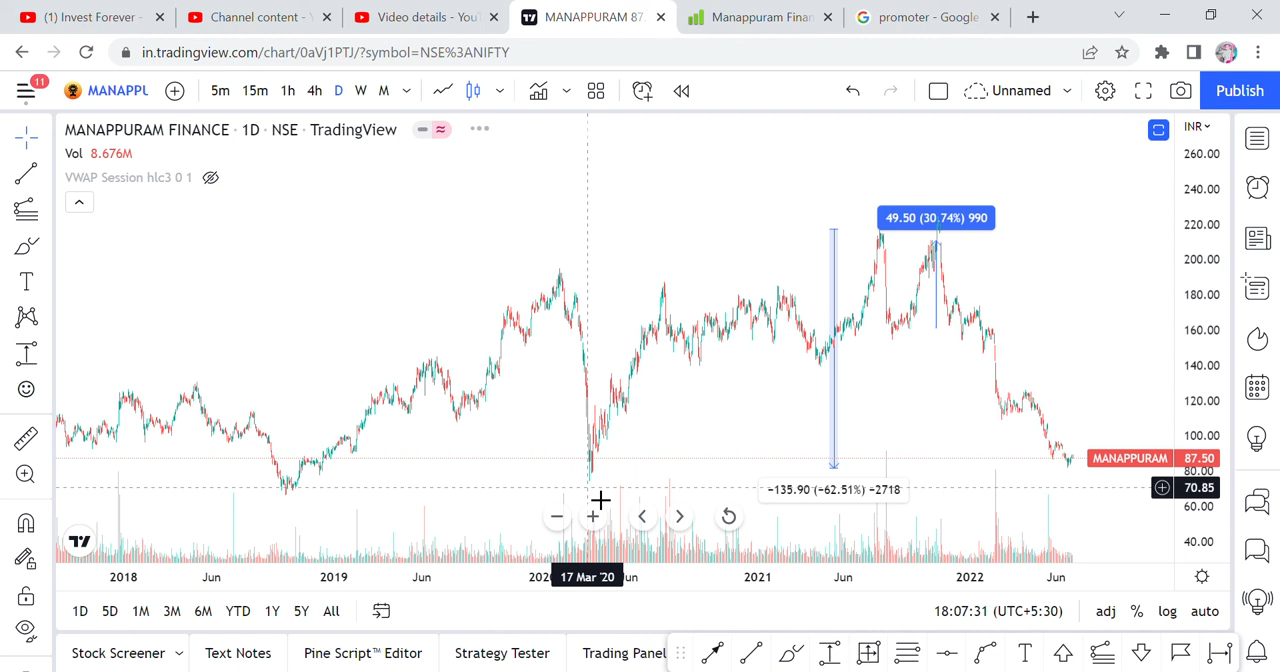 (1) Invest Forever -
Channel content -
Video details - You
MANAPPURAM 87.
Manappuram Finan
promoter - Google
in.tradingview.com/chart/0aVj1PTJ/?symbol=NSE%3ANIFTY
11
MANAPPU
5m 15m 1h 4h D W M
Unnamed
Publish
MANAPPURAM FINANCE · 1D · NSE · TradingView
INR
Vol 8.676M
VWAP Session hlc3 0 1
260.00
240.00
220.00
200.00
180.00
160.00
140.00
120.00
100.00
MANAPPURAM 87.50
80.00
70.85
60.00
40.00
49.50 (30.74%) 990
−135.90 (−62.51%) −2718
2018 Jun 2019 Jun 2020 17 Mar '20 Jun 2021 Jun 2022 Jun
1D 5D 1M 3M 6M YTD 1Y 5Y All
18:07:31 (UTC+5:30)
adj % log auto
Stock Screener
Text Notes
Pine Script™ Editor
Strategy Tester
Trading Panel